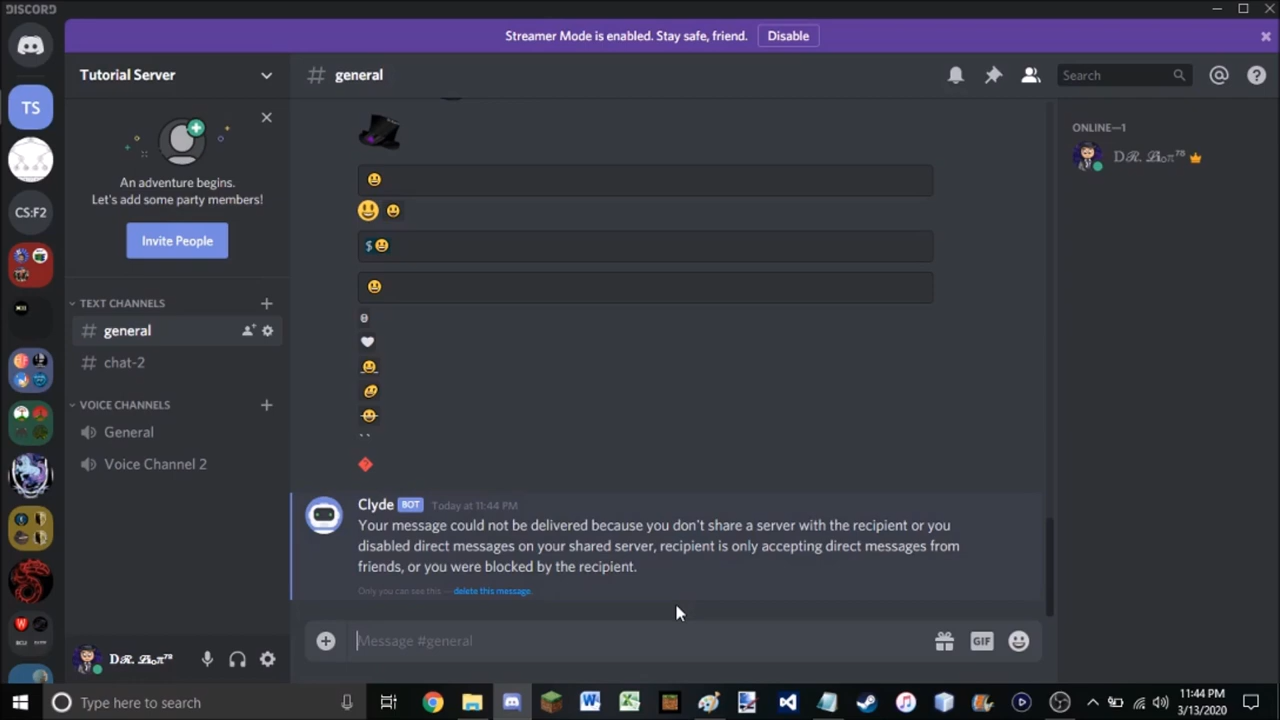 DISCORD
Streamer Mode is enabled. Stay safe, friend.
Disable
TS
CS:F2
Tutorial Server
An adventure begins.
Let's add some party members!
Invite People
TEXT CHANNELS
general
chat-2
VOICE CHANNELS
General
Voice Channel 2
# general
Search
$
Clyde BOT Today at 11:44 PM
Your message could not be delivered because you don't share a server with the recipient or you
disabled direct messages on your shared server, recipient is only accepting direct messages from
friends, or you were blocked by the recipient.
Only you can see this — delete this message.
Message #general
GIF
ONLINE—1
Type here to search
11:44 PM
3/13/2020